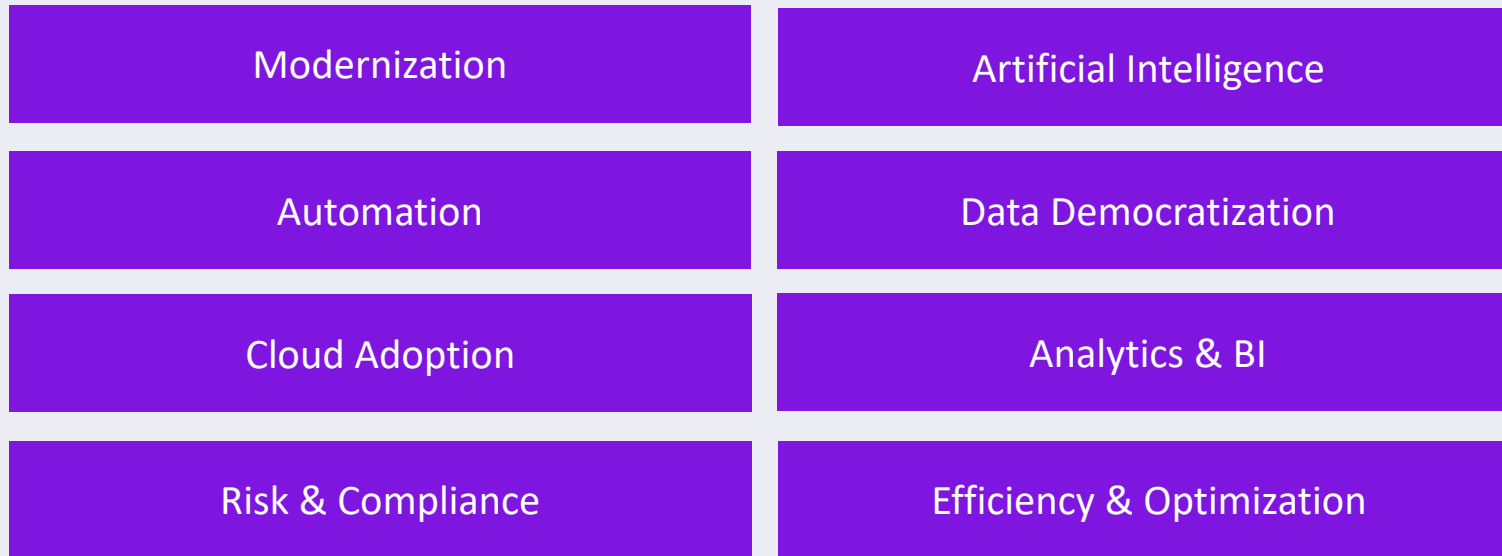 Modernization
Artificial Intelligence
Automation
Data Democratization
Cloud Adoption
Analytics & BI
Risk & Compliance
Efficiency & Optimization